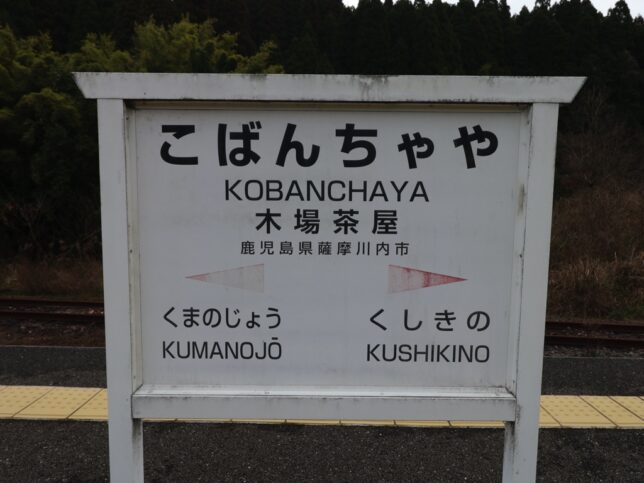 こばんちゃや
KOBANCHAYA
木場茶屋
鹿児島県薩摩川内市
くまのじょう くしきの
KUMANOJŌ KUSHIKINO